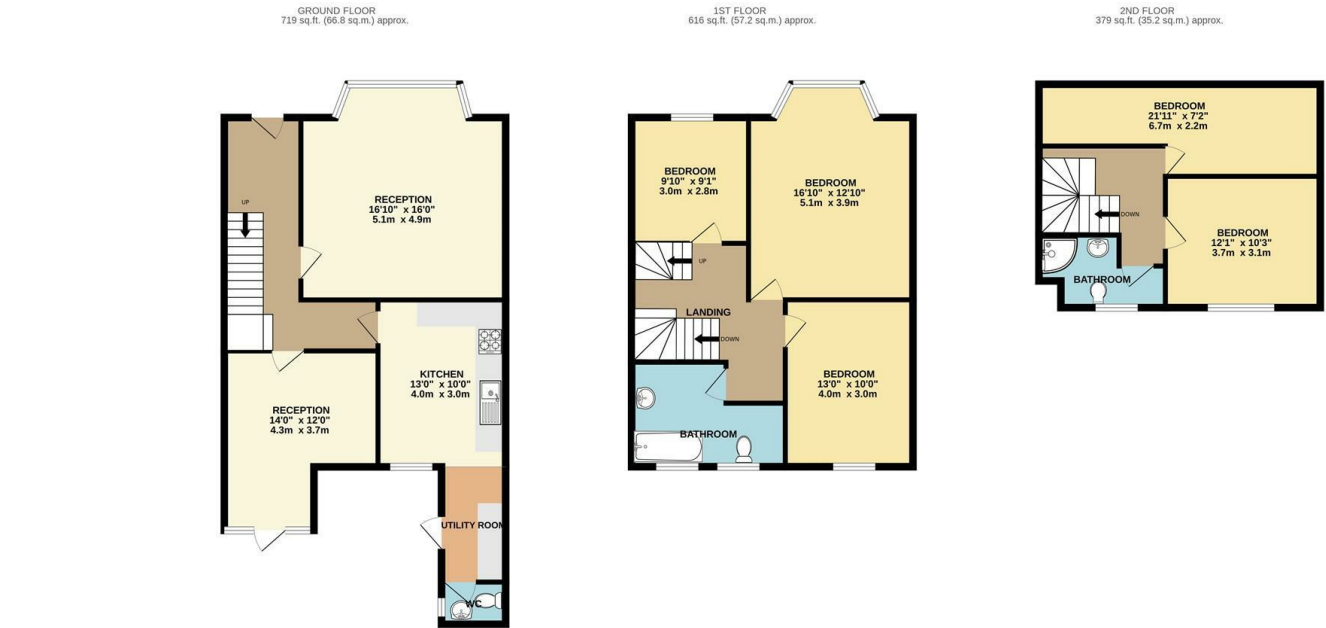 GROUND FLOOR
719 sq.ft. (66.8 sq.m.) approx.
UP
RECEPTION
16'10" x 16'0"
5.1m x 4.9m
KITCHEN
13'0" x 10'0"
4.0m x 3.0m
RECEPTION
14'0" x 12'0"
4.3m x 3.7m
UTILITY ROOM
WC
1ST FLOOR
616 sq.ft. (57.2 sq.m.) approx.
BEDROOM
9'10" x 9'1"
3.0m x 2.8m
BEDROOM
16'10" x 12'10"
5.1m x 3.9m
UP
LANDING
DOWN
BEDROOM
13'0" x 10'0"
4.0m x 3.0m
BATHROOM
2ND FLOOR
379 sq.ft. (35.2 sq.m.) approx.
BEDROOM
21'11" x 7'2"
6.7m x 2.2m
DOWN
BEDROOM
12'1" x 10'3"
3.7m x 3.1m
BATHROOM